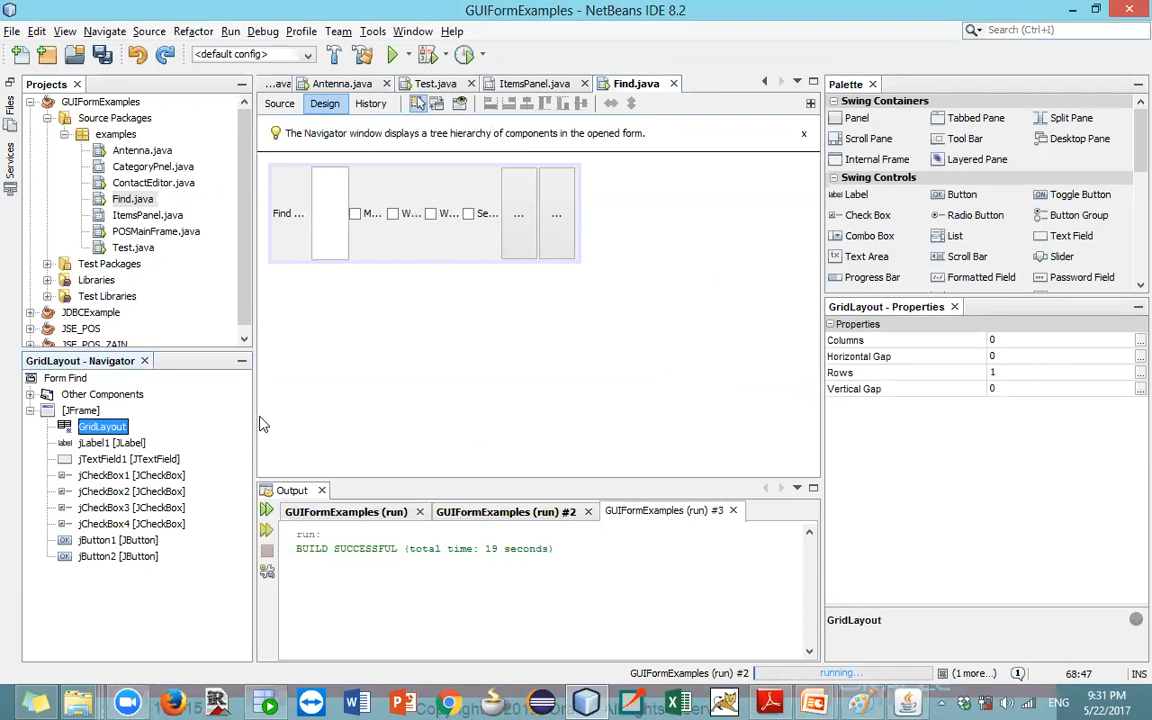 GUIFormExamples - NetBeans IDE 8.2
File Edit View Navigate Source Refactor Run Debug Profile Team Tools Window Help
Search (Ctrl+I)
<default config>
Projects
GUIFormExamples
Source Packages
examples
Antenna.java
CategoryPnel.java
ContactEditor.java
Find.java
ItemsPanel.java
POSMainFrame.java
Test.java
Test Packages
Libraries
Test Libraries
JDBCExample
JSE_POS
JSE_POS_ZAIN
Files
Services
GridLayout - Navigator
Form Find
Other Components
[JFrame]
GridLayout
jLabel1 [JLabel]
jTextField1 [JTextField]
jCheckBox1 [JCheckBox]
jCheckBox2 [JCheckBox]
jCheckBox3 [JCheckBox]
jCheckBox4 [JCheckBox]
jButton1 [JButton]
jButton2 [JButton]
...ava Antenna.java Test.java ItemsPanel.java Find.java
Source Design History
The Navigator window displays a tree hierarchy of components in the opened form. x
Find ... M... W... W... Se... ... ...
Output
GUIFormExamples (run) GUIFormExamples (run) #2 GUIFormExamples (run) #3
run:
BUILD SUCCESSFUL (total time: 19 seconds)
Palette
Swing Containers
Panel Tabbed Pane Split Pane
Scroll Pane Tool Bar Desktop Pane
Internal Frame Layered Pane
Swing Controls
Label Button Toggle Button
Check Box Radio Button Button Group
Combo Box List Text Field
Text Area Scroll Bar Slider
Progress Bar Formatted Field Password Field
GridLayout - Properties
Properties
Columns 0 ...
Horizontal Gap 0 ...
Rows 1 ...
Vertical Gap 0 ...
GridLayout
GUIFormExamples (run) #2 running... (1 more...) 68:47 INS
ENG
9:31 PM
5/22/2017